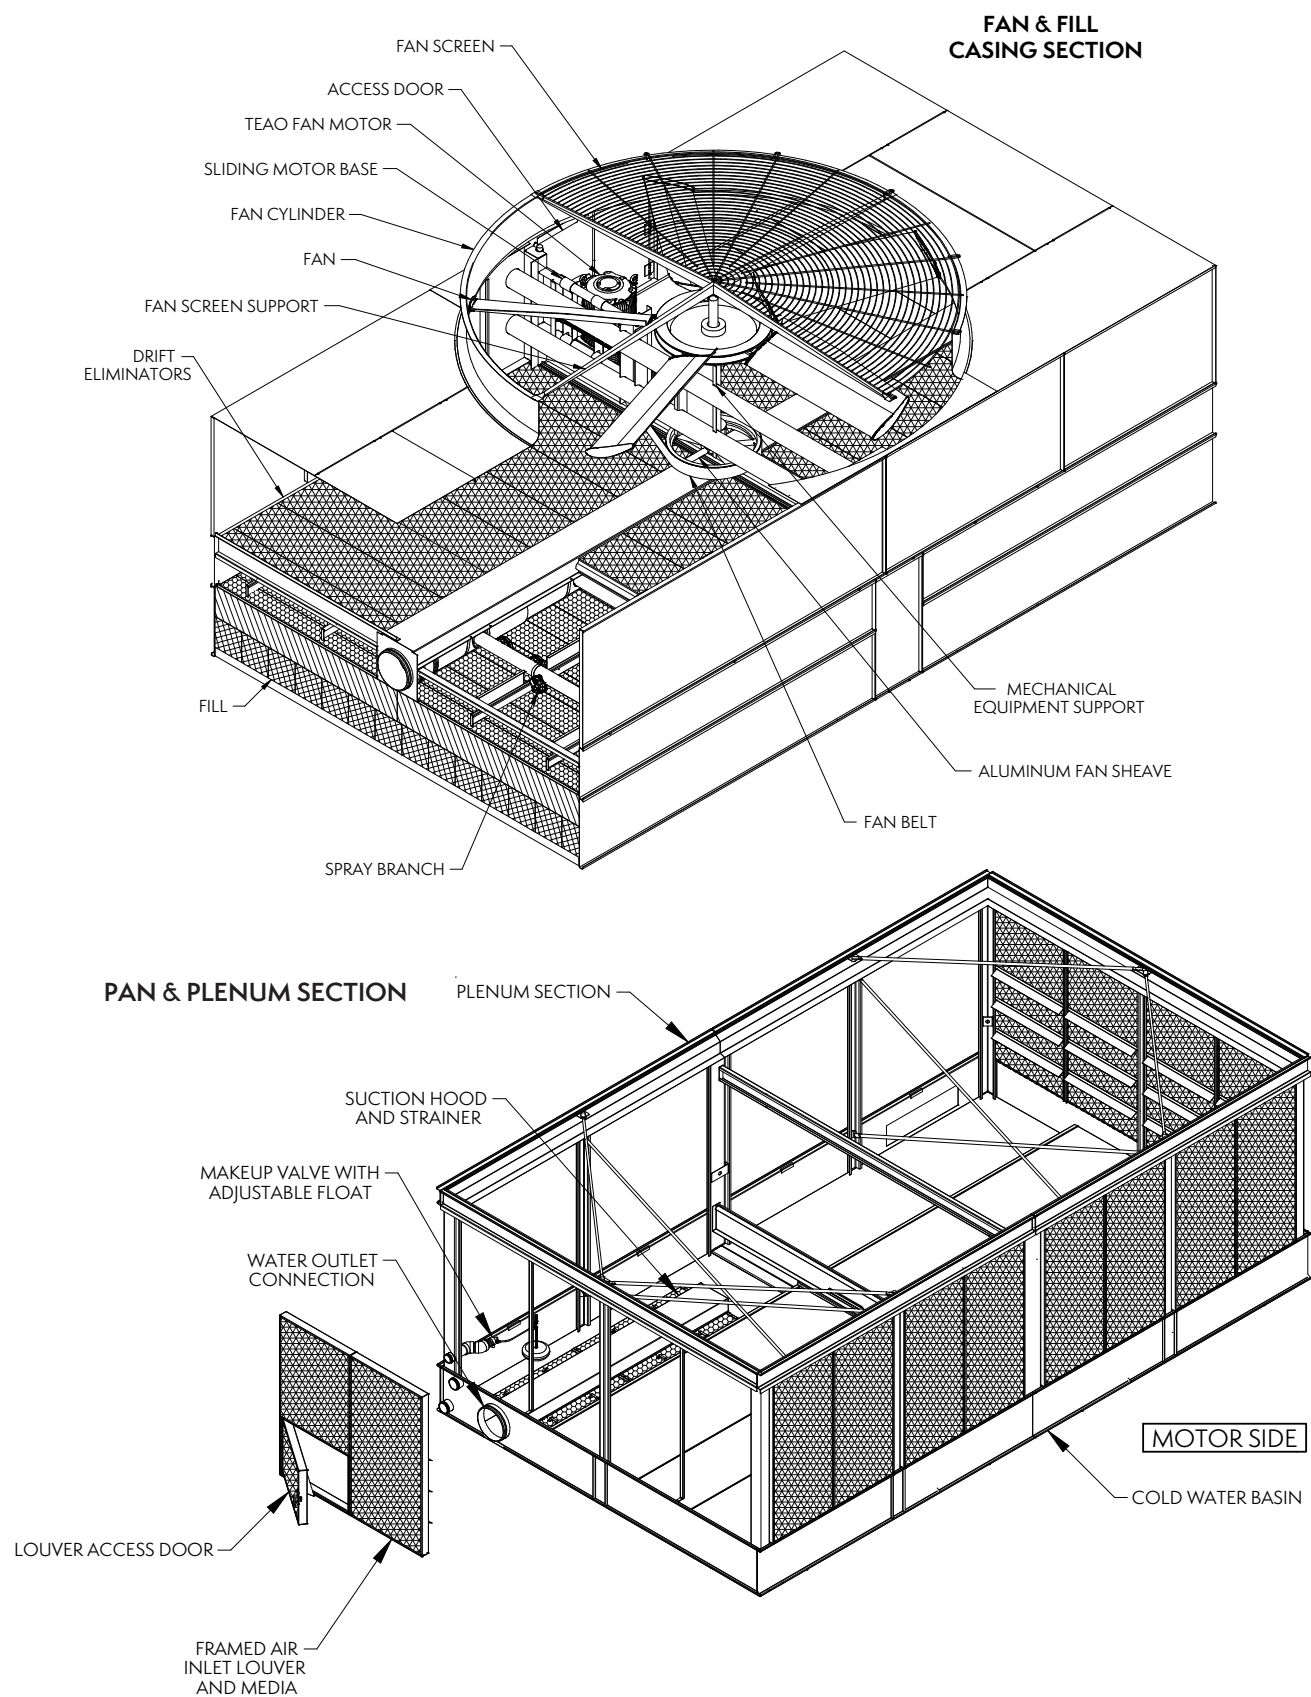 FAN & FILL
CASING SECTION
FAN SCREEN
ACCESS DOOR
TEAO FAN MOTOR
SLIDING MOTOR BASE
FAN CYLINDER
FAN
FAN SCREEN SUPPORT
DRIFT
ELIMINATORS
FILL
MECHANICAL
EQUIPMENT SUPPORT
ALUMINUM FAN SHEAVE
FAN BELT
SPRAY BRANCH
PAN & PLENUM SECTION
PLENUM SECTION
SUCTION HOOD
AND STRAINER
MAKEUP VALVE WITH
ADJUSTABLE FLOAT
WATER OUTLET
CONNECTION
MOTOR SIDE
COLD WATER BASIN
LOUVER ACCESS DOOR
FRAMED AIR
INLET LOUVER
AND MEDIA